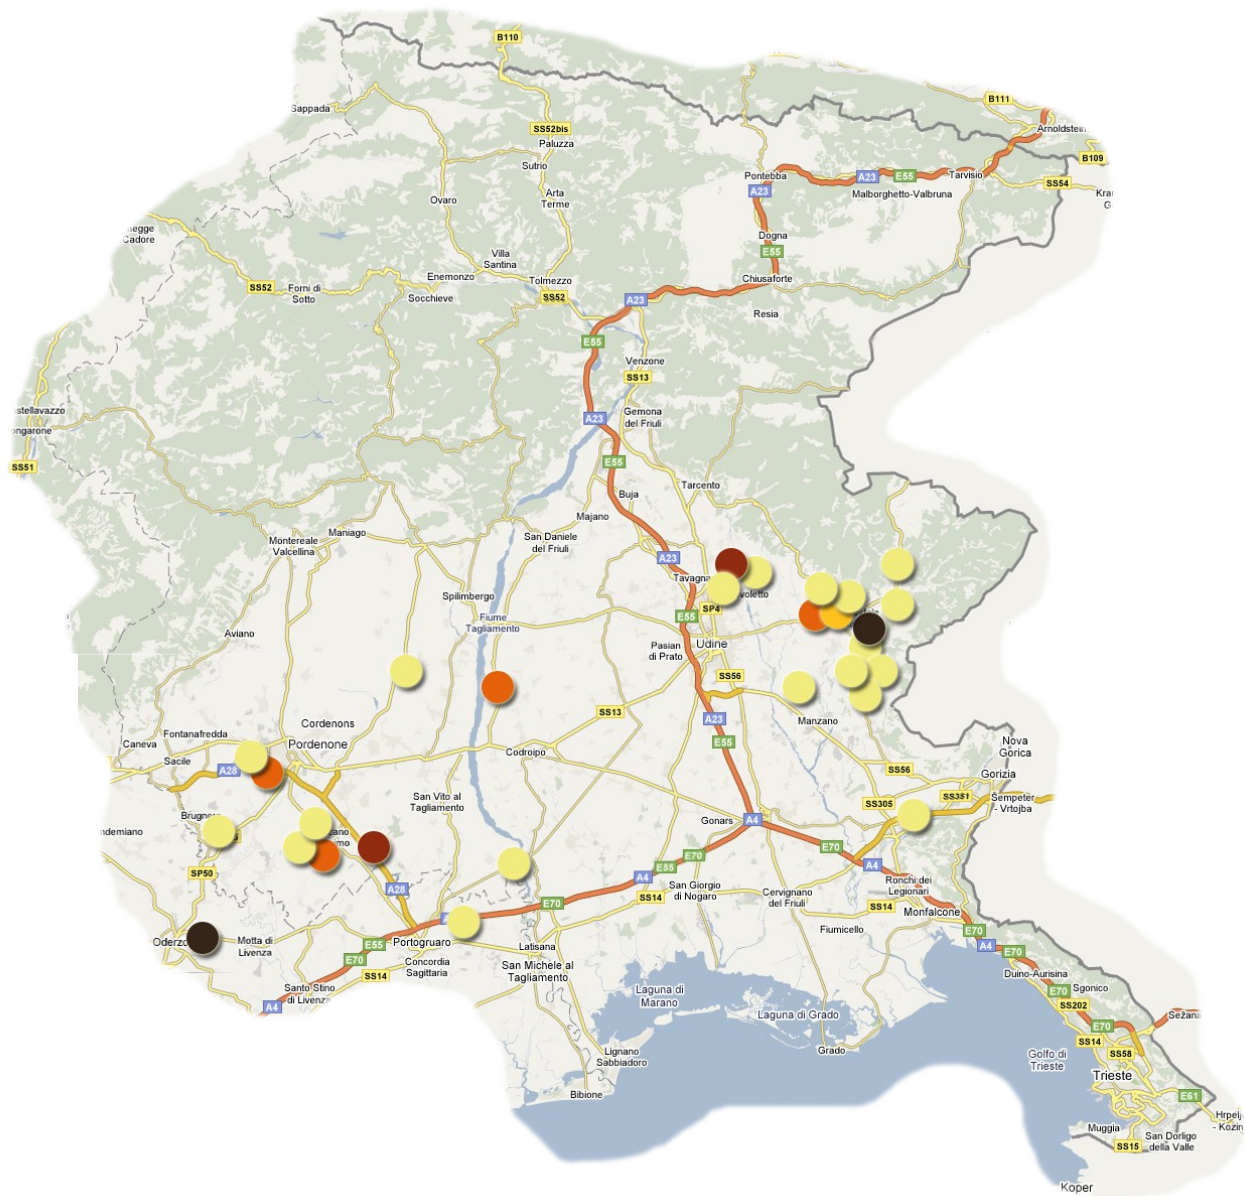 B110
B111
Sappada
SS52bis
Paluzza
Arnoldstein
Sutrio
B109
Pontebba
A23
E55
Tarvisio
SS54
A23
Malborghetto-Valbruna
Ovaro
Arta
Terme
Cadore
Dogna
E55
Villa
Santina
Enemonzo
Tolmezzo
Chiusaforte
SS52
Forni di
Sotto
Socchieve
SS52
A23
Resia
E55
Venzone
SS13
Gemona
del Friuli
A23
E55
SS51
Tarcento
Buja
Majano
Maniago
Montereale
Valcellina
San Daniele
del Friuli
A23
Spilimbergo
SP4
E55
Fiume
Tagliamento
Aviano
Pasian
di Prato
Udine
SS56
SS13
A23
Manzano
Cordenons
Fontanafredda
Pordenone
Caneva
Sacile
A28
Codroipo
E55
Nova
Gorica
Gorizia
SS56
SS351
Šempeter
- Vrtojba
SS305
San Vito al
Tagliamento
Gonars
A4
E70
A4
SP50
A28
E55
E70
A4
SS14
San Giorgio
di Nogaro
Cervignano
del Friuli
Ronchi dei
Legionari
SS14
Monfalcone
E70
Fiumicello
Motta di
Livenza
E55
E70
Portogruaro
Latisana
Concordia
Sagittaria
SS14
San Michele al
Tagliamento
E70
A4
E70
Santo Stino
di Livenza
A4
Laguna di
Marano
Laguna di Grado
Grado
Duino-Aurisina
E70
Sgonico
SS202
E70
SS14
SS58
Golfo di
Trieste
Trieste
Lignano
Sabbiadoro
Bibione
E61
Muggia
SS15
San Dorligo
della Valle
Koper